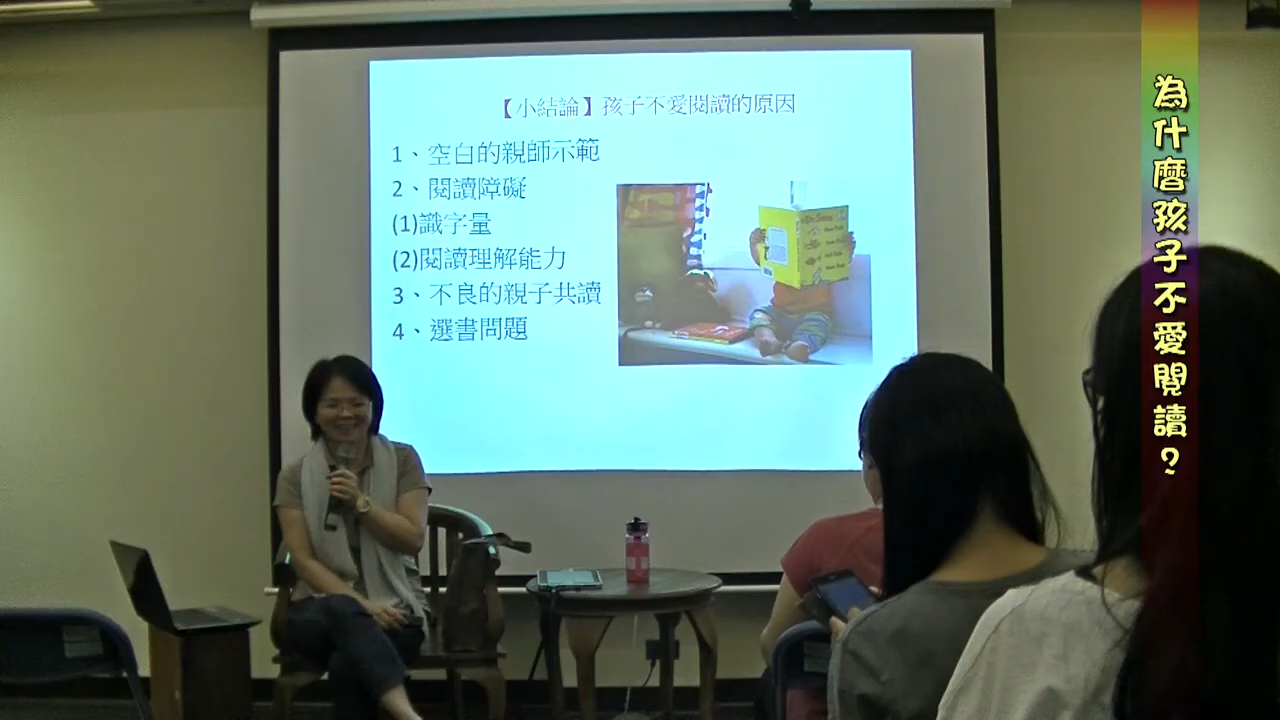 【小結論】孩子不愛閱讀的原因
1、空白的親師示範
2、閱讀障礙
(1)識字量
(2)閱讀理解能力
3、不良的親子共讀
4、選書問題
為什麼孩子不愛閱讀?